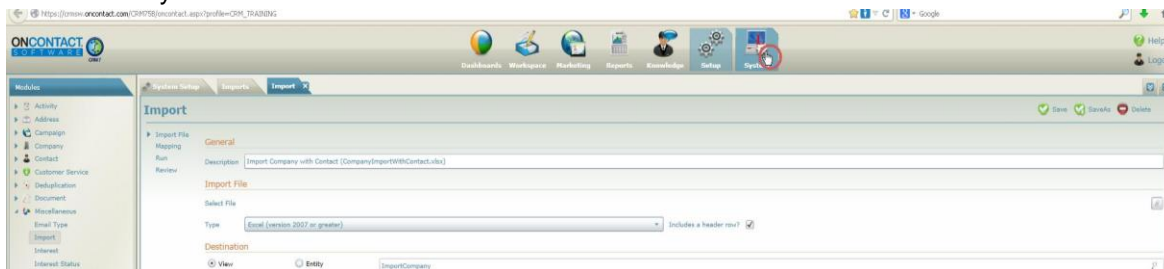 https://crmsw.oncontact.com/CRM75B/oncontact.aspx?profile=CRM_TRAINING
Google
ONCONTACT
SOFTWARE
CRM7
Dashboards Workspace Marketing Reports Knowledge Setup System
Help
Modules
System Setup Imports Import X
Import
Save SaveAs Delete
Activity
Address
Campaign
Company
Contact
Customer Service
Deduplication
Document
Miscellaneous
Email Type
Import
Interest
Interest Status
Import File
Mapping
Run
Review
General
Description Import Company with Contact (CompanyImportWithContact.xlsx)
Import File
Select File
Type Excel (version 2007 or greater) Includes a header row?
Destination
View Entity ImportCompany